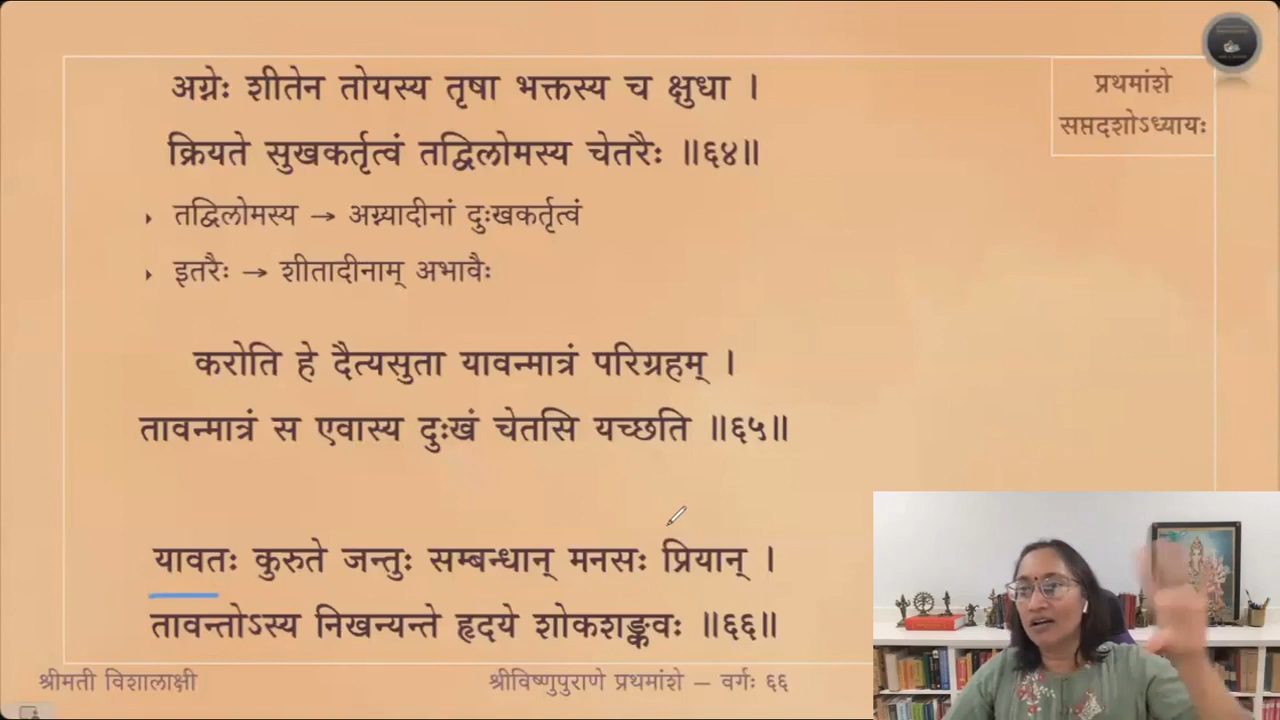 अग्नेः शीतेन तोयस्य तृषा भक्तस्य च क्षुधा ।
क्रियते सुखकर्तृत्वं तद्विलोमस्य चेतरैः ॥६४॥
तद्विलोमस्य → अग्न्यादीनां दुःखकर्तृत्वं
इतरैः → शीतादीनाम् अभावैः
करोति हे दैत्यसुता यावन्मात्रं परिग्रहम् ।
तावन्मात्रं स एवास्य दुःखं चेतसि यच्छति ॥६५॥
यावतः कुरुते जन्तुः सम्बन्धान् मनसः प्रियान् ।
तावन्तोऽस्य निखन्यन्ते हृदये शोकशङ्कवः ॥६६॥
प्रथमांशे
सप्तदशोऽध्यायः
श्रीमती विशालाक्षी
श्रीविष्णुपुराणे प्रथमांशे – वर्गः ६६